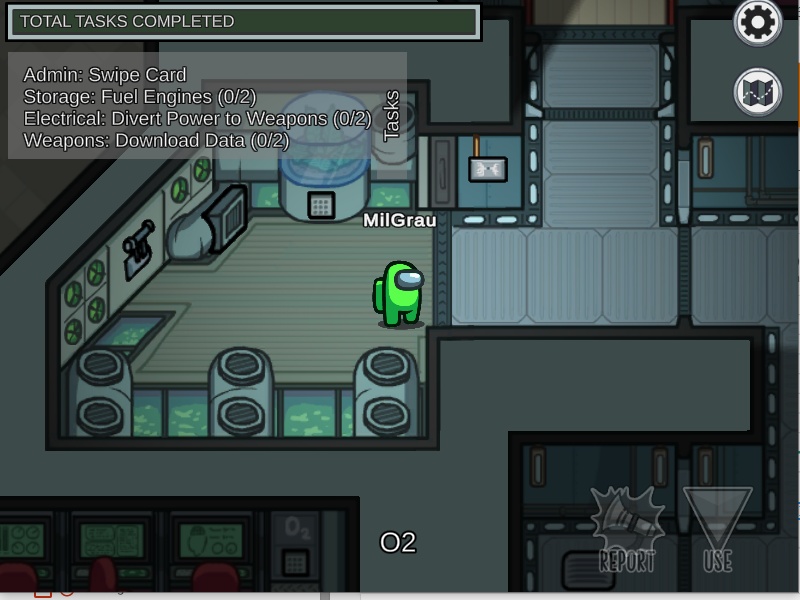 TOTAL TASKS COMPLETED
Admin: Swipe Card
Storage: Fuel Engines (0/2)
Electrical: Divert Power to Weapons (0/2)
Weapons: Download Data (0/2)
Tasks
MilGrau
O2
O2
REPORT
USE